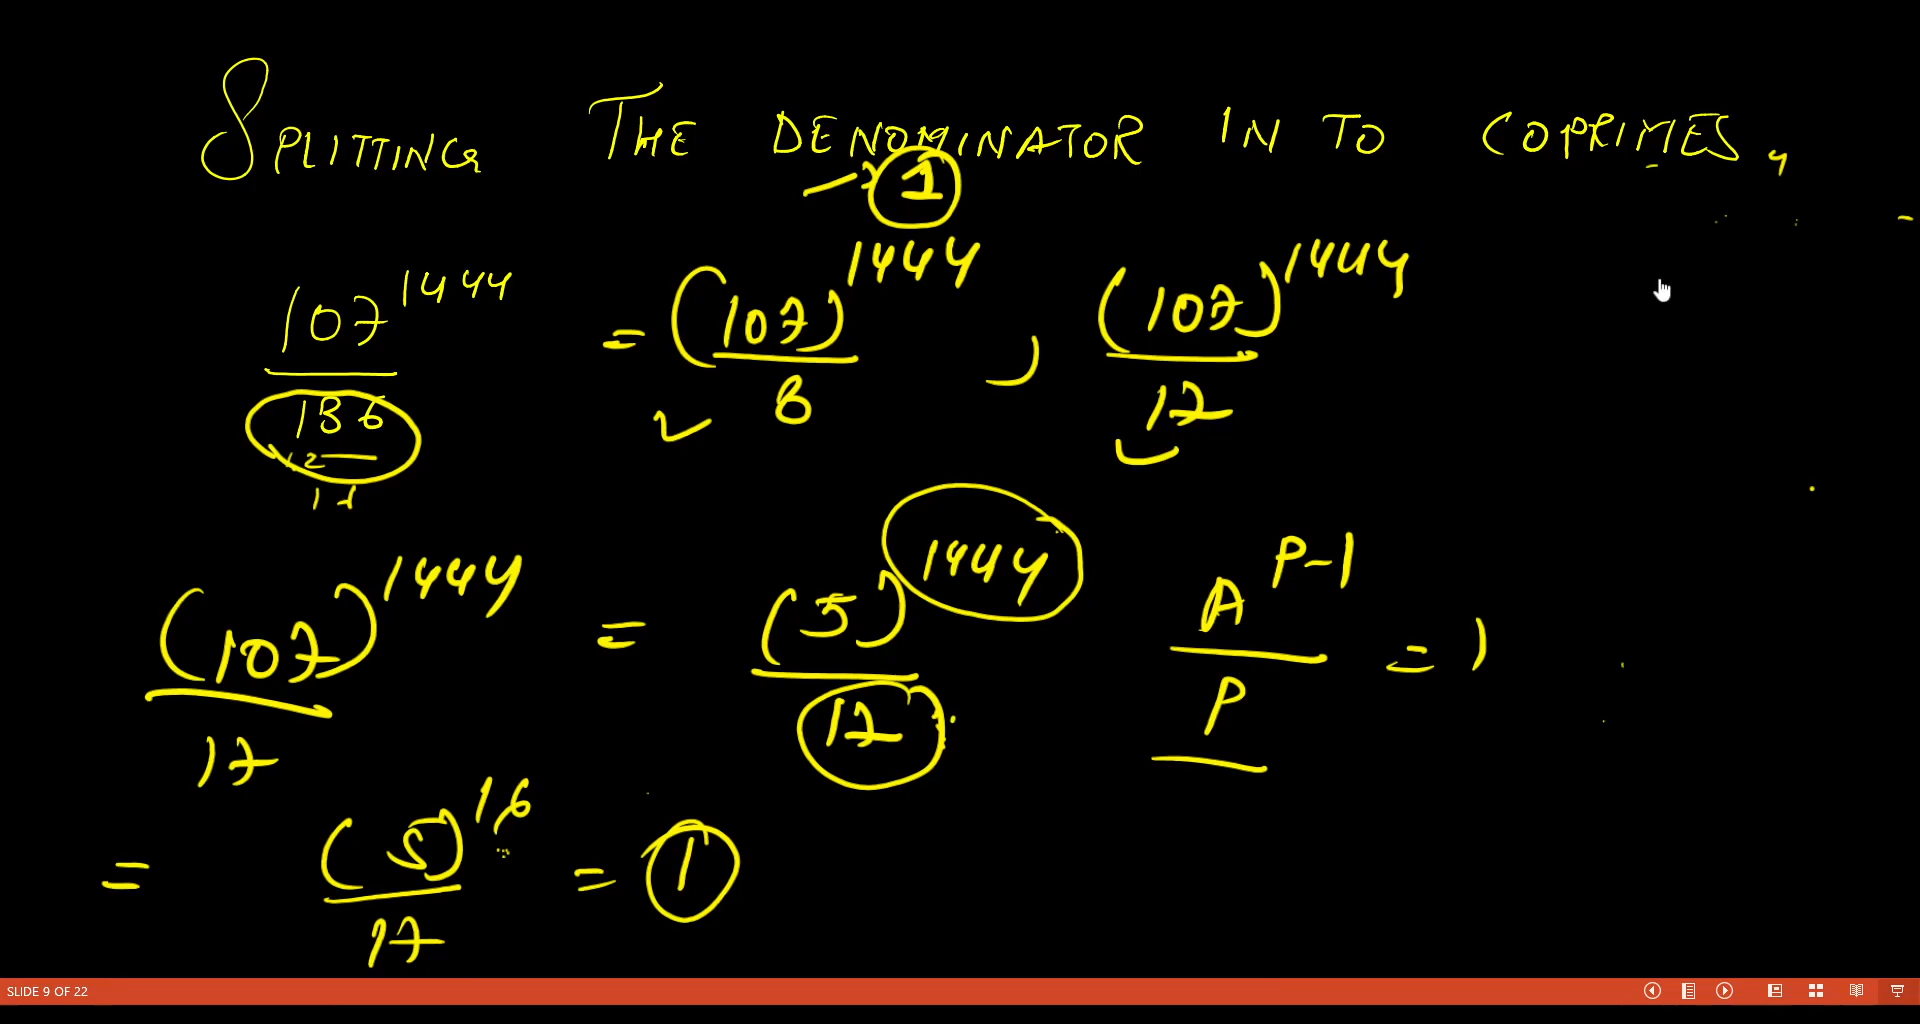 SPLITTING THE DENOMINATOR IN TO COPRIMES,
1
107^1444 / 136 = (107)^1444 / 8 , (107)^1444 / 17
17
(107)^1444 / 17 = (5)^1444 / 17 A^P-1 / P = 1
= (5)^16 / 17 = 1
SLIDE 9 OF 22